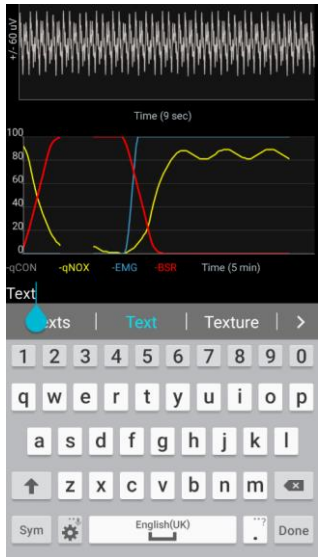 +/- 60 uV
Time (9 sec)
100
80
60
40
20
0
-qCON -qNOX -EMG -BSR Time (5 min)
Text
exts Text Texture >
1 2 3 4 5 6 7 8 9 0
q w e r t y u i o p
a s d f g h j k l
z x c v b n m
Sym English(UK) . Done